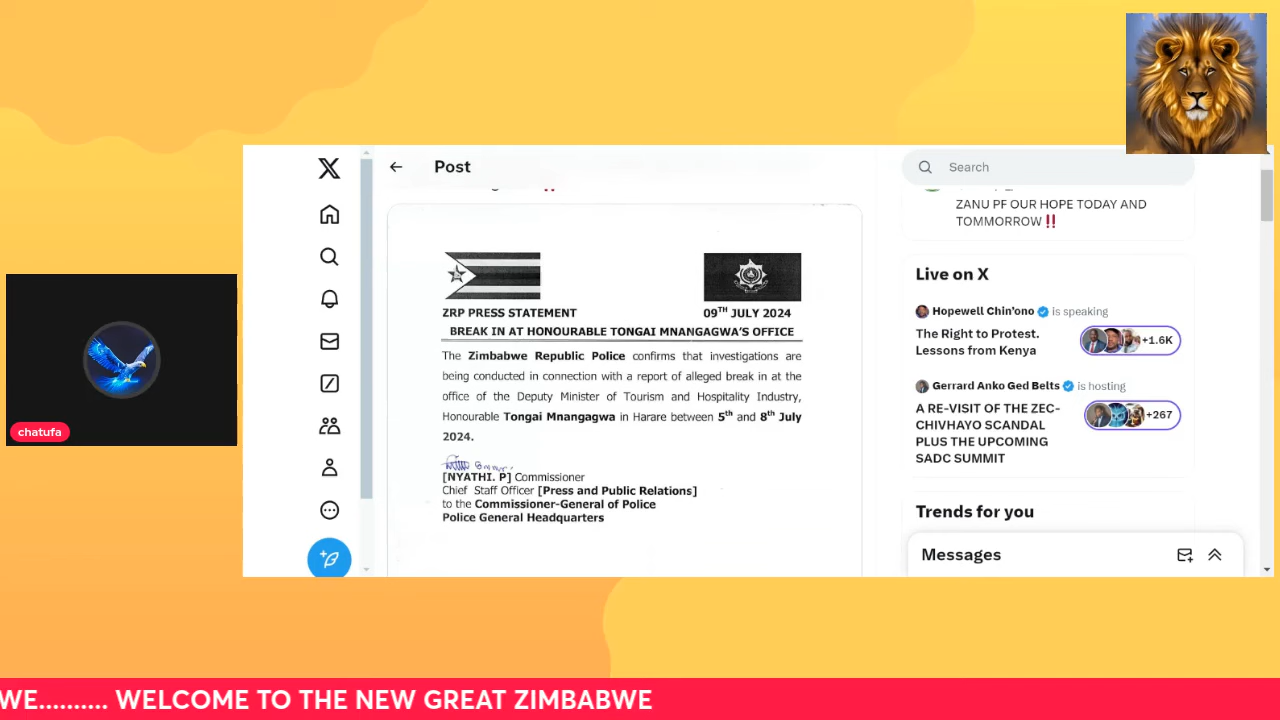 Post
Search
ZANU PF OUR HOPE TODAY AND
TOMMORROW ‼
ZRP PRESS STATEMENT
09TH JULY 2024
BREAK IN AT HONOURABLE TONGAI MNANGAGWA'S OFFICE
The Zimbabwe Republic Police confirms that investigations are
being conducted in connection with a report of alleged break in at the
office of the Deputy Minister of Tourism and Hospitality Industry,
Honourable Tongai Mnangagwa in Harare between 5th and 8th July
2024.
[NYATHI. P] Commissioner
Chief Staff Officer [Press and Public Relations]
to the Commissioner-General of Police
Police General Headquarters
Live on X
Hopewell Chin'ono is speaking
The Right to Protest.
Lessons from Kenya
+1.6K
Gerrard Anko Ged Belts is hosting
A RE-VISIT OF THE ZEC-
CHIVHAYO SCANDAL
PLUS THE UPCOMING
SADC SUMMIT
+267
Trends for you
Messages
chatufa
WE.......... WELCOME TO THE NEW GREAT ZIMBABWE